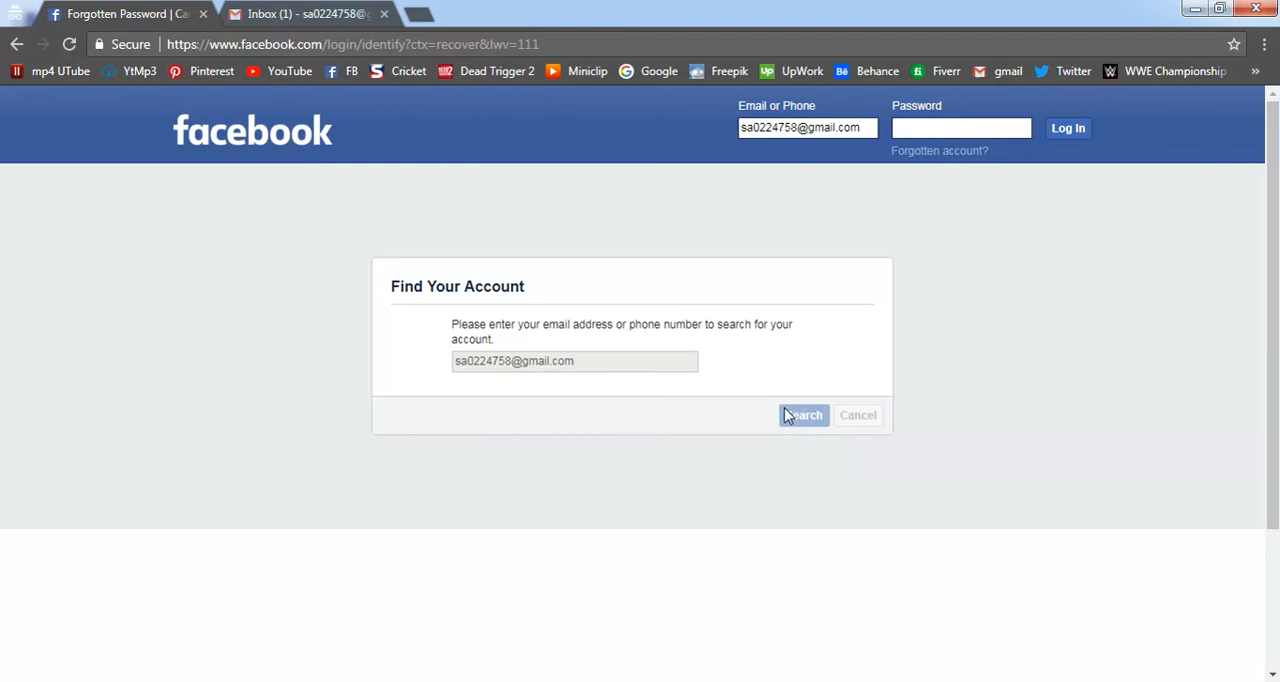 Forgotten Password | Ca
Inbox (1) - sa0224758@g
Secure
https://www.facebook.com/login/identify?ctx=recover&lwv=111
mp4 UTube YtMp3 Pinterest YouTube FB Cricket Dead Trigger 2 Miniclip Google Freepik UpWork Behance Fiverr gmail Twitter WWE Championship »
facebook
Email or Phone Password
sa0224758@gmail.com
Log In
Forgotten account?
Find Your Account
Please enter your email address or phone number to search for your
account.
sa0224758@gmail.com
Search Cancel